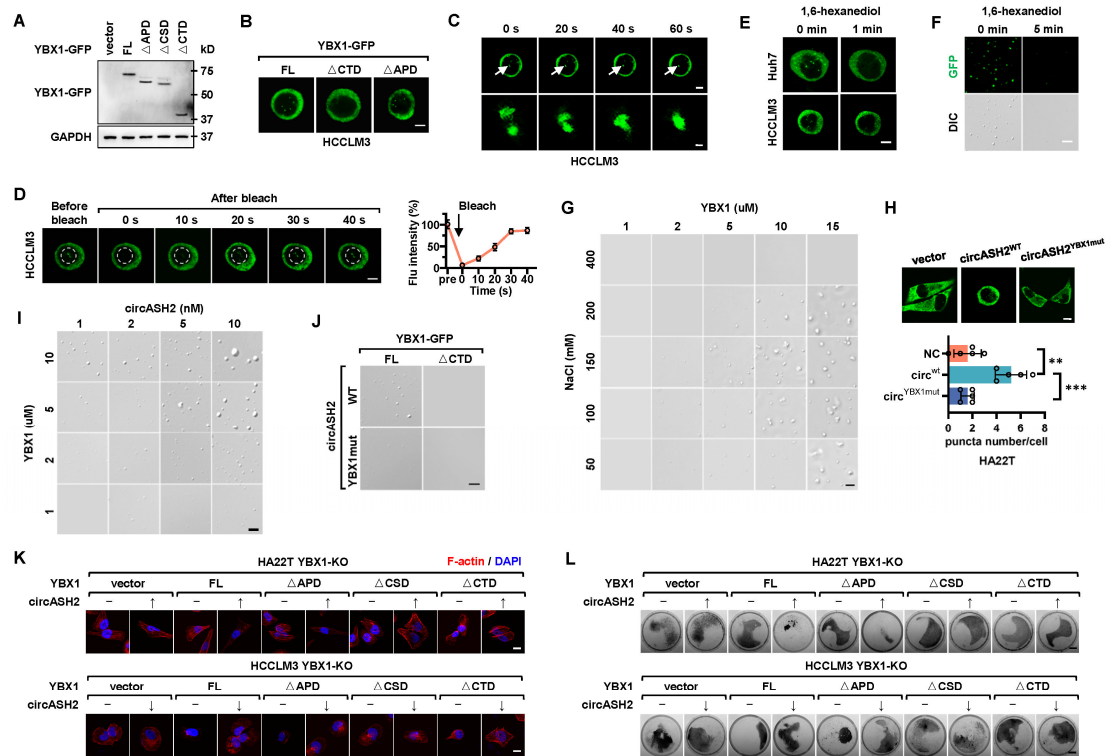 A
vector
FL
△APD
△CSD
△CTD
YBX1-GFP
kD
YBX1-GFP
75
50
37
GAPDH
37
B
YBX1-GFP
FL △CTD △APD
HCCLM3
C
0 s 20 s 40 s 60 s
HCCLM3
E
1,6-hexanediol
0 min 1 min
Huh7
HCCLM3
F
1,6-hexanediol
0 min 5 min
GFP
DIC
D
Before bleach
After bleach
0 s 10 s 20 s 30 s 40 s
HCCLM3
Flu intensity (%)
Bleach
100
50
0
pre 0 10 20 30 40
Time (s)
G
YBX1 (uM)
1 2 5 10 15
NaCl (mM)
400
200
150
100
50
H
vector circASH2WT circASH2YBX1mut
NC
circwt
circYBX1mut
**
***
0 2 4 6 8
puncta number/cell
HA22T
I
circASH2 (nM)
1 2 5 10
YBX1 (uM)
10
5
2
1
J
YBX1-GFP
FL △CTD
circASH2
WT
YBX1mut
K
HA22T YBX1-KO
F-actin / DAPI
YBX1 vector FL △APD △CSD △CTD
circASH2 – ↑ – ↑ – ↑ – ↑ – ↑
HCCLM3 YBX1-KO
YBX1 vector FL △APD △CSD △CTD
circASH2 – ↓ – ↓ – ↓ – ↓ – ↓
L
HA22T YBX1-KO
YBX1 vector FL △APD △CSD △CTD
circASH2 – ↑ – ↑ – ↑ – ↑ – ↑
HCCLM3 YBX1-KO
YBX1 vector FL △APD △CSD △CTD
circASH2 – ↓ – ↓ – ↓ – ↓ – ↓